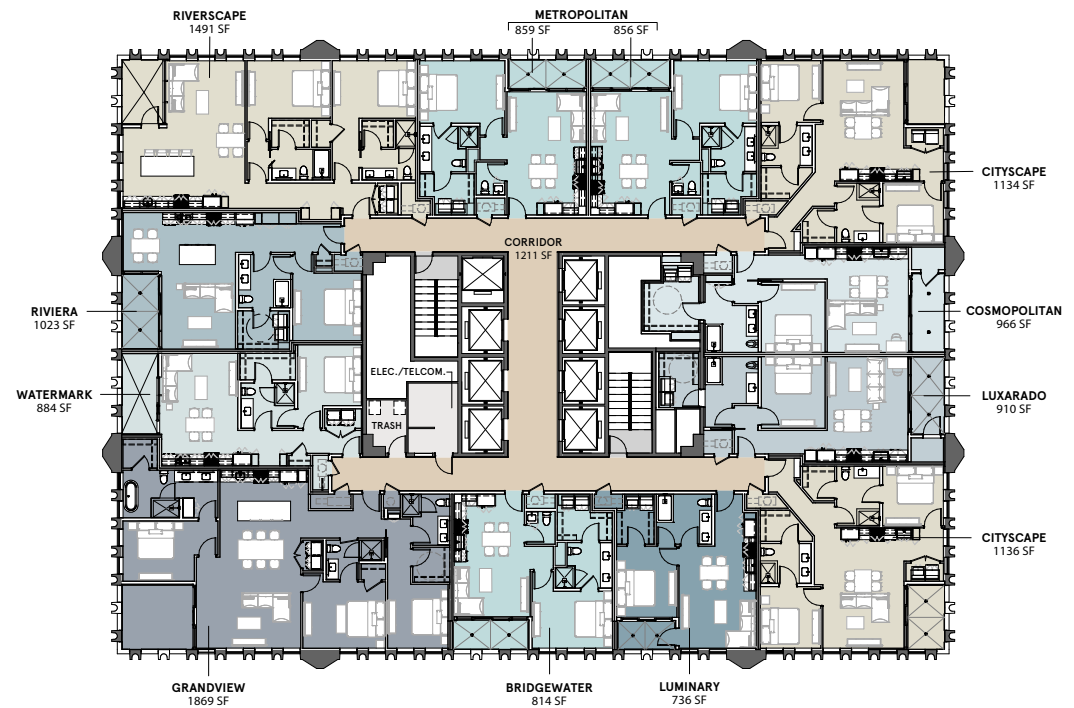 RIVERSCAPE
1491 SF
METROPOLITAN
859 SF
856 SF
CITYSCAPE
1134 SF
CORRIDOR
1211 SF
RIVIERA
1023 SF
COSMOPOLITAN
966 SF
ELEC./TELCOM.
WATERMARK
884 SF
LUXARADO
910 SF
TRASH
CITYSCAPE
1136 SF
GRANDVIEW
1869 SF
BRIDGEWATER
814 SF
LUMINARY
736 SF